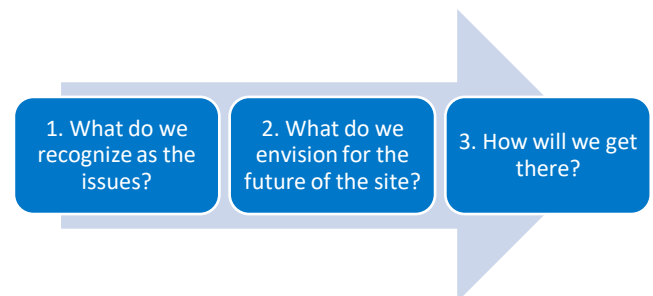 1. What do we
recognize as the
issues?
2. What do we
envision for the
future of the site?
3. How will we get
there?